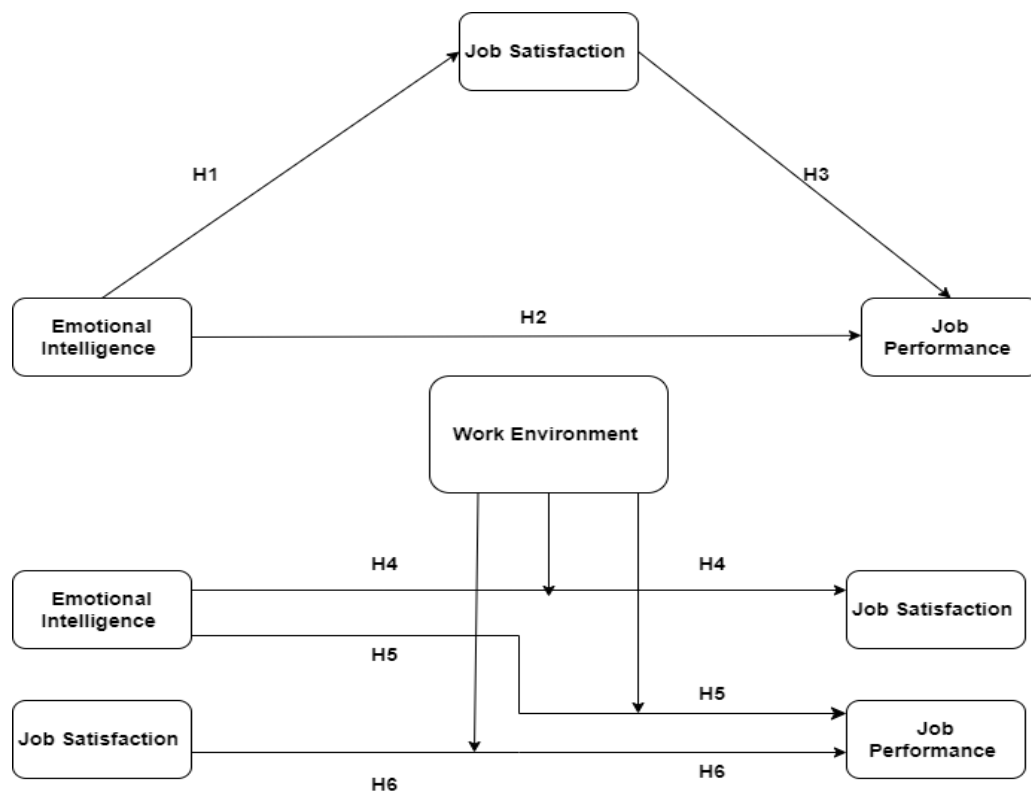 Job Satisfaction
H1
H3
Emotional
Intelligence
H2
Job
Performance
Work Environment
H4
H4
Emotional
Intelligence
Job Satisfaction
H5
H5
Job Satisfaction
Job
Performance
H6
H6